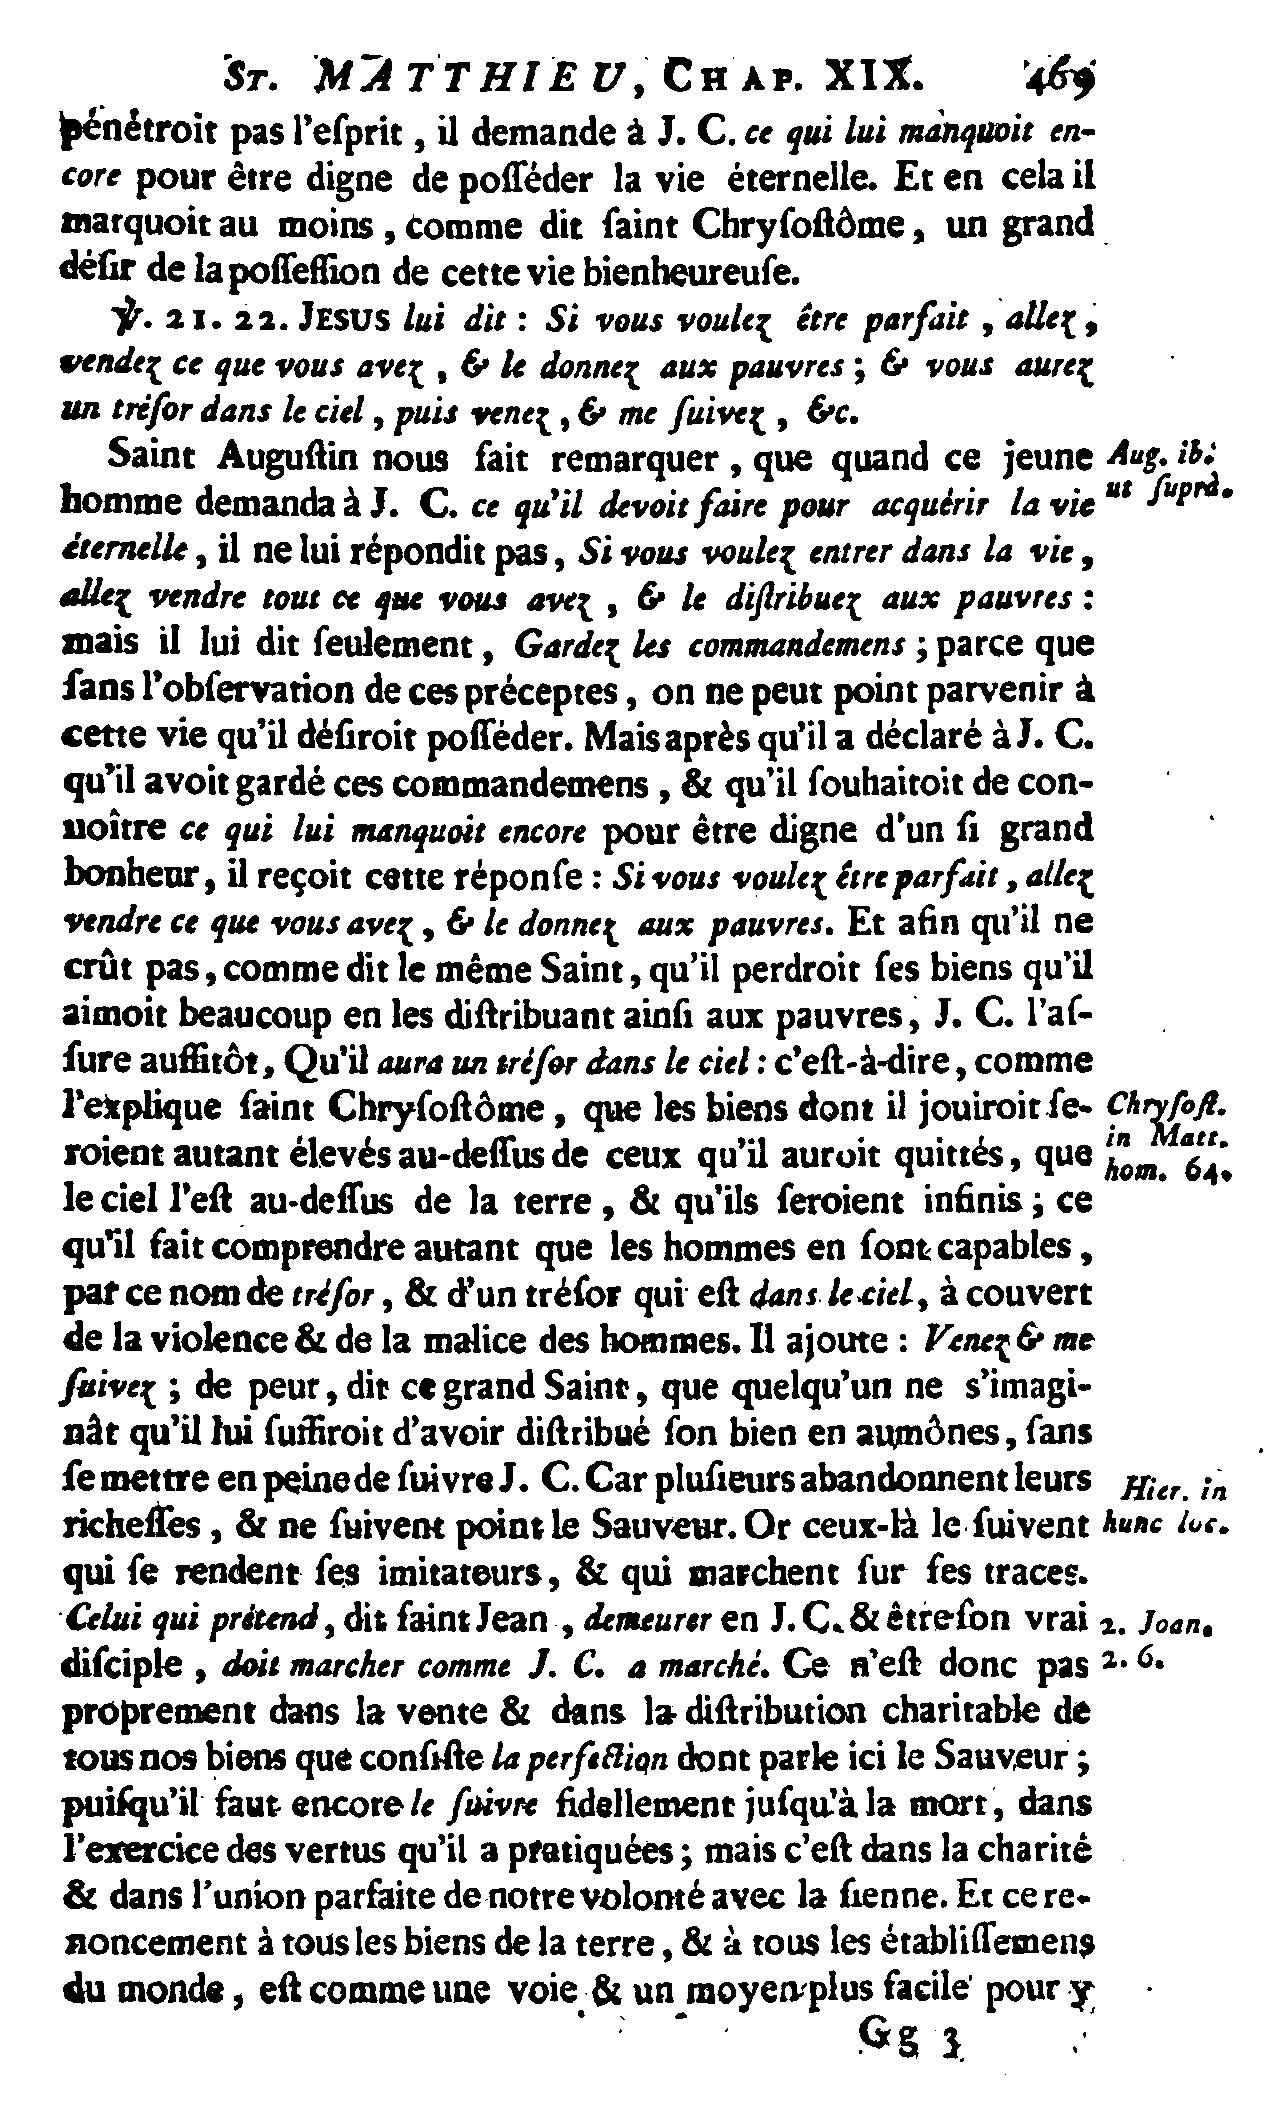 ST. MATTHIEU, CHAP. XIX. 469
pénétroit pas l'eſprit, il demande à J. C. ce qui lui manquoit en-
core pour être digne de poſſéder la vie éternelle. Et en cela il
marquoit au moins, comme dit ſaint Chryſoſtôme, un grand
déſir de la poſſeſſion de cette vie bienheureuſe.
℣. 21. 22. JESUS lui dit : Si vous voulez être parfait, allez,
vendez ce que vous avez, & le donnez aux pauvres ; & vous aurez
un tréſor dans le ciel, puis venez, & me ſuivez, &c.
Saint Auguſtin nous fait remarquer, que quand ce jeune
Aug. ib.
homme demanda à J. C. ce qu'il devoit faire pour acquérir la vie
ut ſuprà.
éternelle, il ne lui répondit pas, Si vous voulez entrer dans la vie,
allez vendre tout ce que vous avez, & le diſtribuez aux pauvres :
mais il lui dit ſeulement, Gardez les commandemens ; parce que
ſans l'obſervation de ces préceptes, on ne peut point parvenir à
cette vie qu'il déſiroit poſſéder. Mais après qu'il a déclaré à J. C.
qu'il avoit gardé ces commandemens, & qu'il ſouhaitoit de con-
noître ce qui lui manquoit encore pour être digne d'un ſi grand
bonheur, il reçoit cette réponſe : Si vous voulez être parfait, allez
vendre ce que vous avez, & le donnez aux pauvres. Et afin qu'il ne
crût pas, comme dit le même Saint, qu'il perdroit ſes biens qu'il
aimoit beaucoup en les diſtribuant ainſi aux pauvres, J. C. l'aſ-
ſure auſſitôt, Qu'il aura un tréſor dans le ciel : c'eſt-à-dire, comme
l'explique ſaint Chryſoſtôme, que les biens dont il jouiroit ſe-
Chryſoſt.
in Matt.
roient autant élevés au-deſſus de ceux qu'il auroit quittés, que
hom. 64.
le ciel l'eſt au-deſſus de la terre, & qu'ils ſeroient infinis ; ce
qu'il fait comprendre autant que les hommes en ſont capables,
par ce nom de tréſor, & d'un tréſor qui eſt dans le ciel, à couvert
de la violence & de la malice des hommes. Il ajoute : Venez & me
ſuivez ; de peur, dit ce grand Saint, que quelqu'un ne s'imagi-
nât qu'il lui ſuffiroit d'avoir diſtribué ſon bien en aumônes, ſans
ſe mettre en peine de ſuivre J. C. Car pluſieurs abandonnent leurs
Hier. in
richeſſes, & ne ſuivent point le Sauveur. Or ceux-là le ſuivent
hunc loc.
qui ſe rendent ſes imitateurs, & qui marchent ſur ſes traces.
Celui qui prétend, dit ſaint Jean, demeurer en J. C. & être ſon vrai
2. Joan.
diſciple, doit marcher comme J. C. a marché. Ce n'eſt donc pas
2. 6.
proprement dans la vente & dans la diſtribution charitable de
tous nos biens que conſiſte la perfection dont parle ici le Sauveur ;
puiſqu'il faut encore le ſuivre fidellement juſqu'à la mort, dans
l'exercice des vertus qu'il a pratiquées ; mais c'eſt dans la charité
& dans l'union parfaite de notre volonté avec la ſienne. Et ce re-
noncement à tous les biens de la terre, & à tous les établiſſemens
du monde, eſt comme une voie & un moyen plus facile pour y
Gg 3